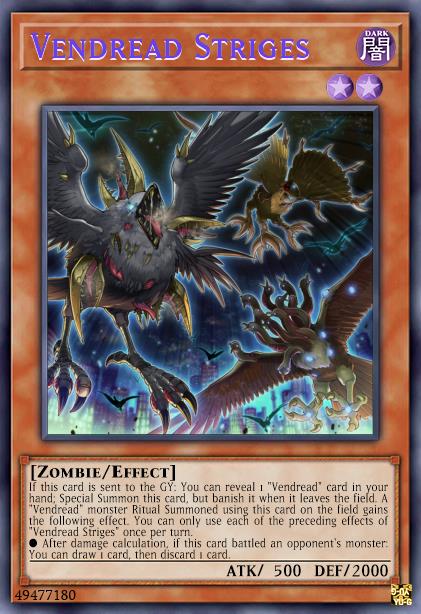 Vendread Striges
DARK
闇
[Zombie/Effect]
If this card is sent to the GY: You can reveal 1 "Vendread" card in your
hand; Special Summon this card, but banish it when it leaves the field. A
"Vendread" monster Ritual Summoned using this card on the field gains
the following effect. You can only use each of the preceding effects of
"Vendread Striges" once per turn.
● After damage calculation, if this card battled an opponent's monster:
You can draw 1 card, then discard 1 card.
ATK/ 500 DEF/2000
49477180